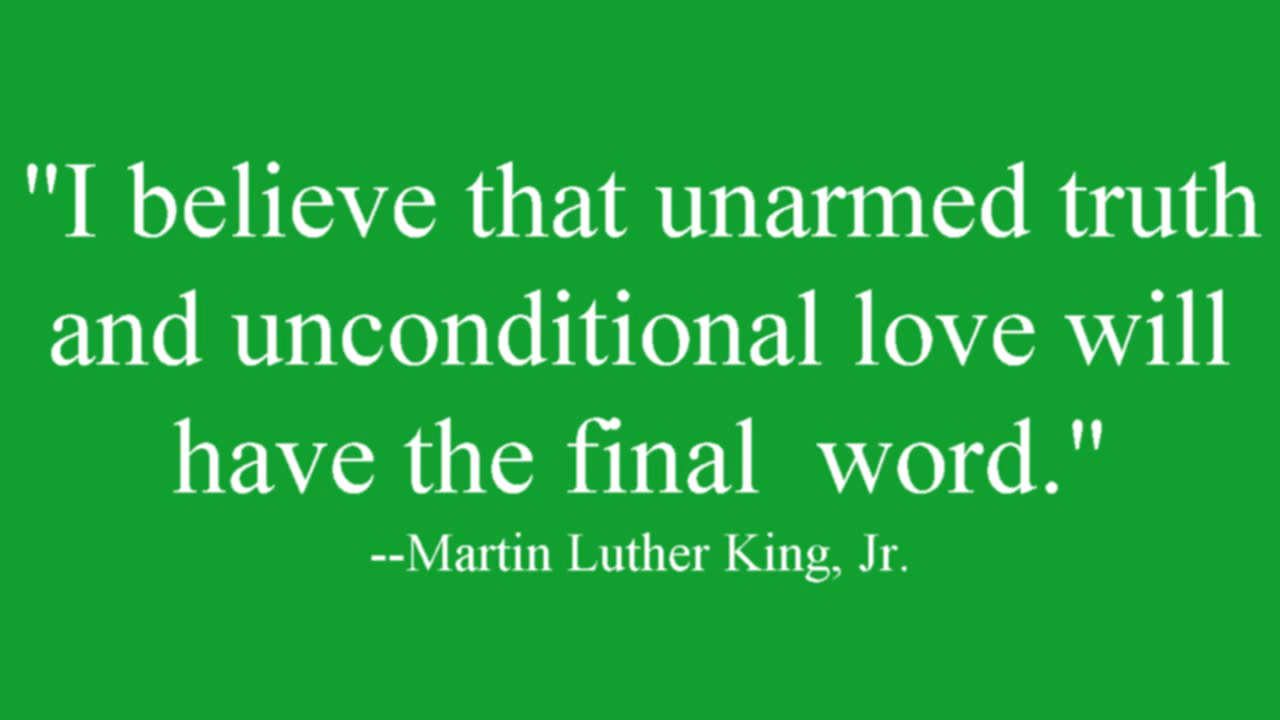 "I believe that unarmed truth
and unconditional love will
have the final  word."
--Martin Luther King, Jr.